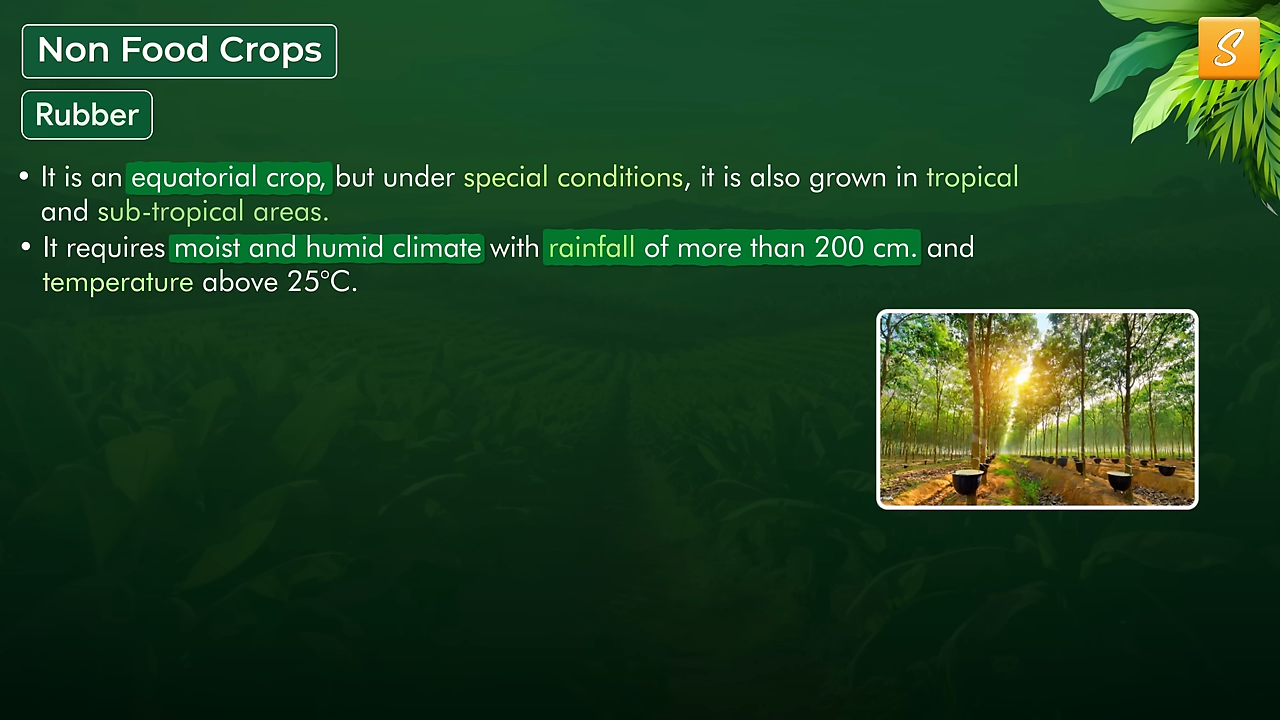 Non Food Crops
S
Rubber
• It is an equatorial crop, but under special conditions, it is also grown in tropical
and sub-tropical areas.
• It requires moist and humid climate with rainfall of more than 200 cm. and
temperature above 25°C.